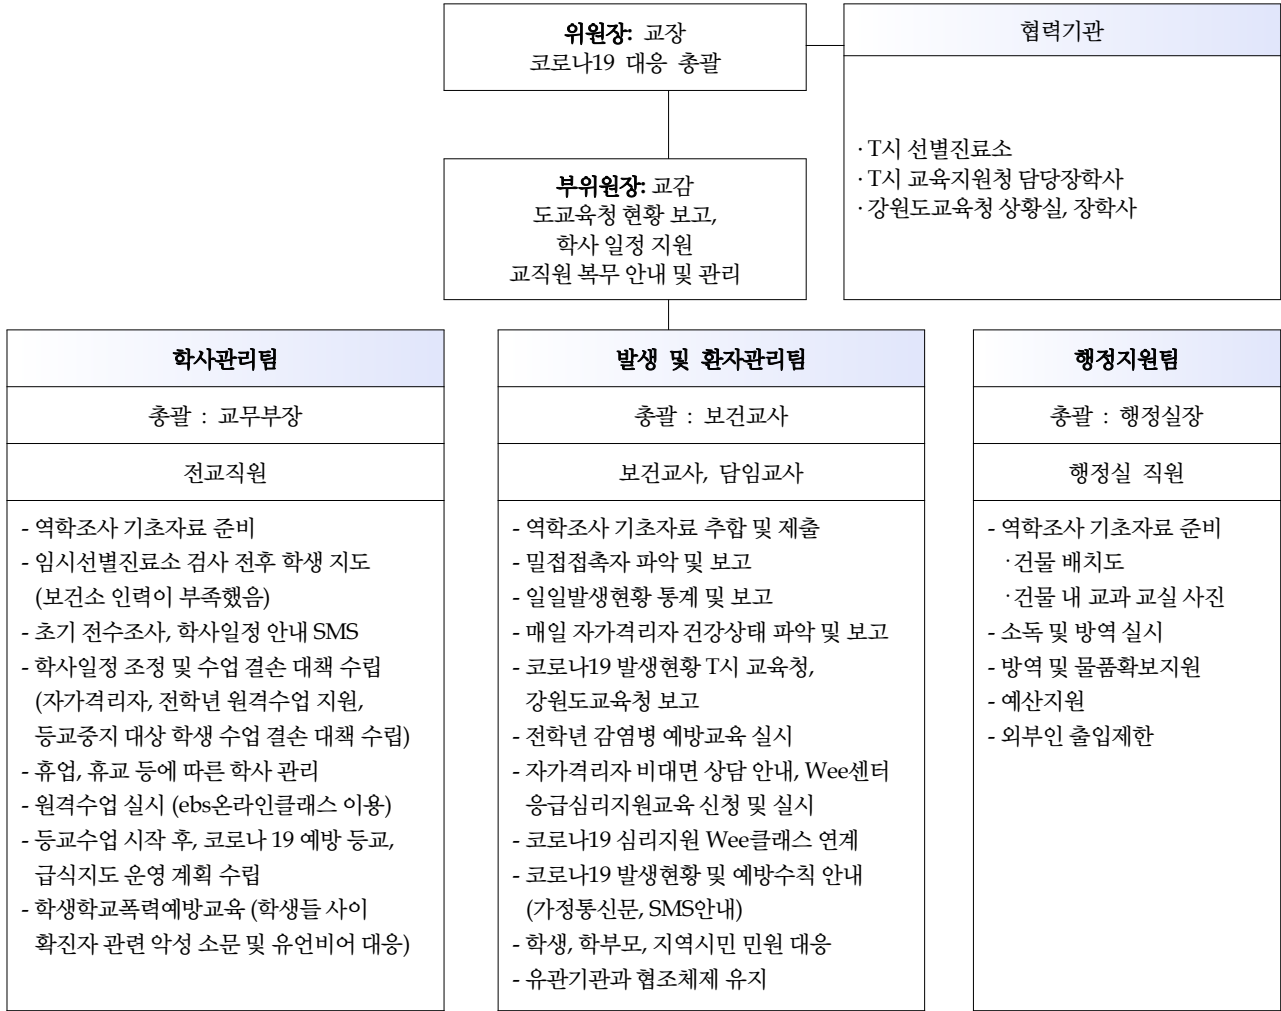 위원장: 교장
코로나19 대응 총괄
협력기관
· T시 선별진료소
· T시 교육지원청 담당장학사
· 강원도교육청 상황실, 장학사
부위원장: 교감
도교육청 현황 보고,
학사 일정 지원
교직원 복무 안내 및 관리
학사관리팀
총괄 : 교무부장
전교직원
- 역학조사 기초자료 준비
- 임시선별진료소 검사 전후 학생 지도
(보건소 인력이 부족했음)
- 초기 전수조사, 학사일정 안내 SMS
- 학사일정 조정 및 수업 결손 대책 수립
(자가격리자, 전학년 원격수업 지원,
등교중지 대상 학생 수업 결손 대책 수립)
- 휴업, 휴교 등에 따른 학사 관리
- 원격수업 실시 (ebs온라인클래스 이용)
- 등교수업 시작 후, 코로나 19 예방 등교,
급식지도 운영 계획 수립
- 학생학교폭력예방교육 (학생들 사이
확진자 관련 악성 소문 및 유언비어 대응)
발생 및 환자관리팀
총괄 : 보건교사
보건교사, 담임교사
- 역학조사 기초자료 추합 및 제출
- 밀접접촉자 파악 및 보고
- 일일발생현황 통계 및 보고
- 매일 자가격리자 건강상태 파악 및 보고
- 코로나19 발생현황 T시 교육청,
강원도교육청 보고
- 전학년 감염병 예방교육 실시
- 자가격리자 비대면 상담 안내, Wee센터
응급심리지원교육 신청 및 실시
- 코로나19 심리지원 Wee클래스 연계
- 코로나19 발생현황 및 예방수칙 안내
(가정통신문, SMS안내)
- 학생, 학부모, 지역시민 민원 대응
- 유관기관과 협조체제 유지
행정지원팀
총괄 : 행정실장
행정실 직원
- 역학조사 기초자료 준비
· 건물 배치도
· 건물 내 교과 교실 사진
- 소독 및 방역 실시
- 방역 및 물품확보지원
- 예산지원
- 외부인 출입제한